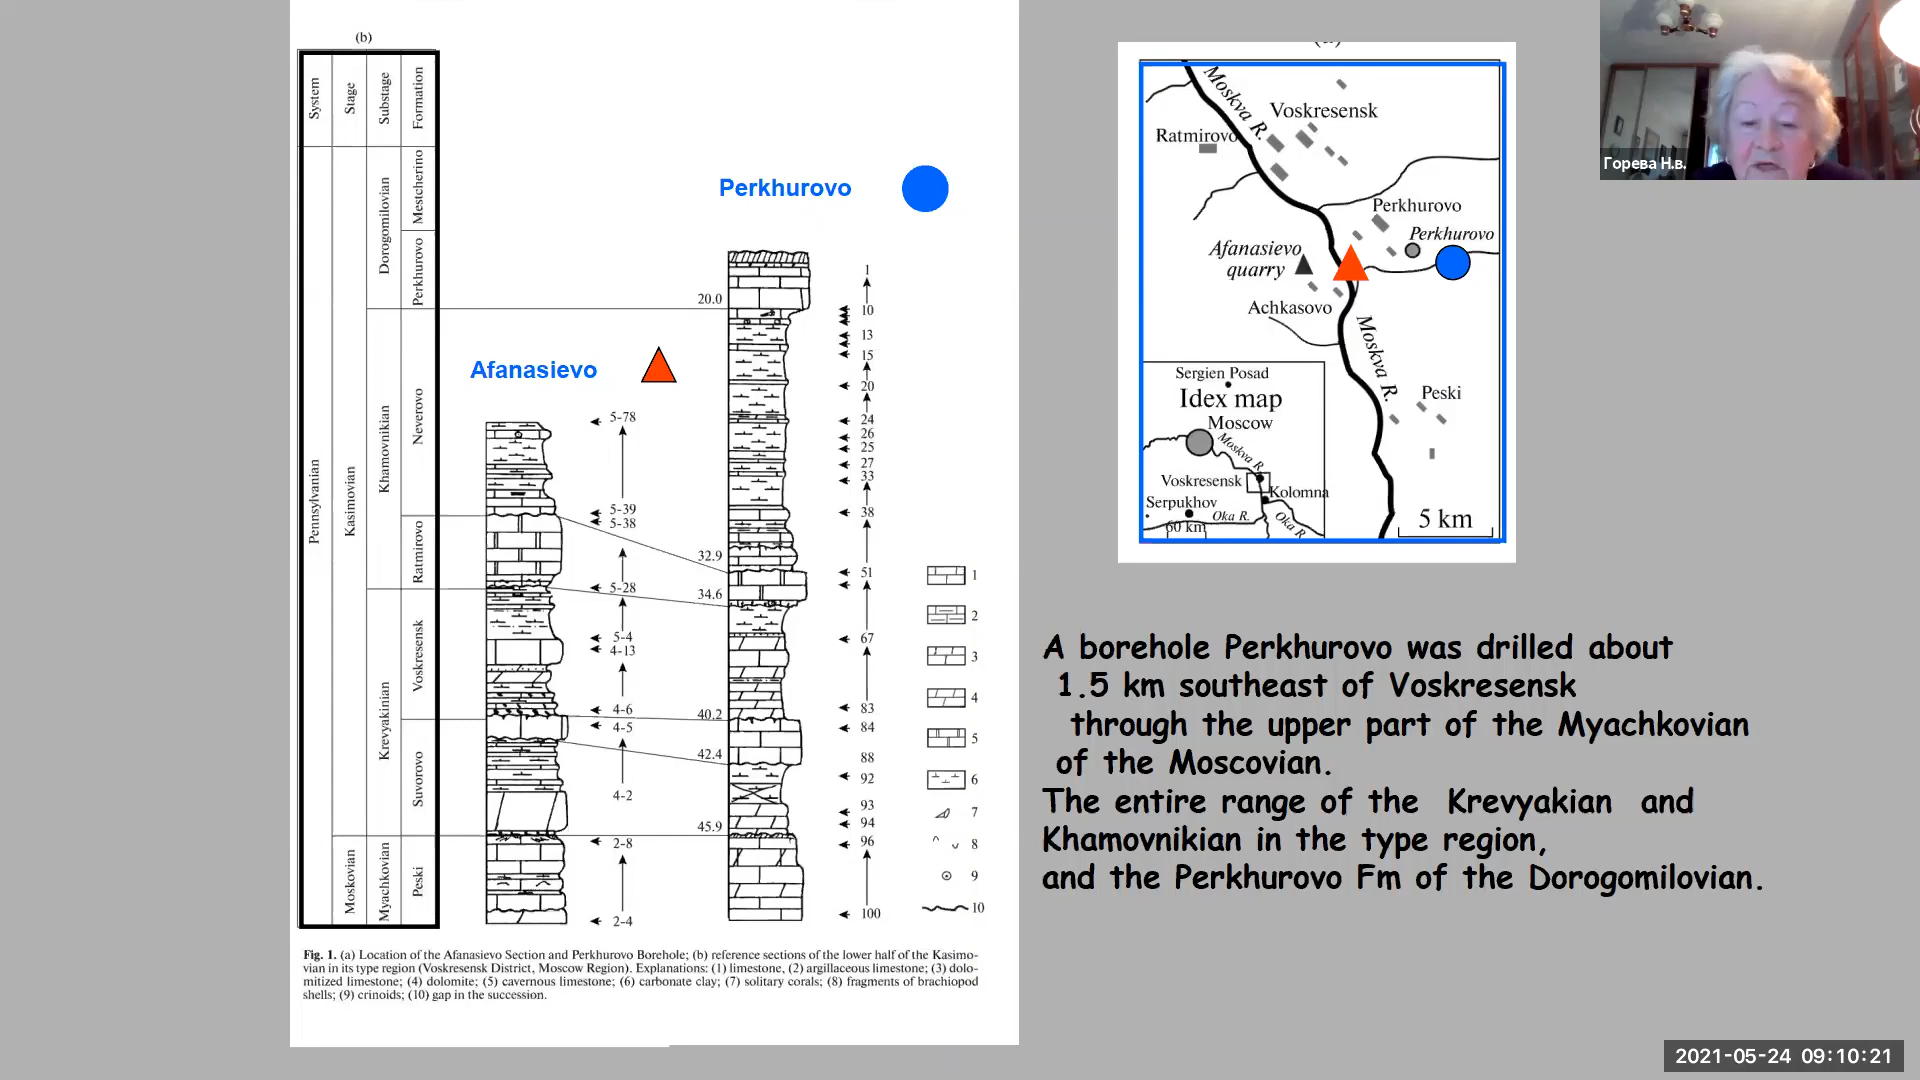 (b)
System
Stage
Substage
Formation
Pennsylvanian
Kasimovian
Moskovian
Dorogomilovian
Khamovnikian
Krevyakinian
Myachkovian
Mestcherino
Perkhurovo
Neverovo
Ratmirovo
Voskresensk
Suvorovo
Peski
Afanasievo
5-78
5-39
5-38
5-28
5-4
4-13
4-6
4-5
4-2
2-8
2-4
Perkhurovo
20.0
32.9
34.6
40.2
42.4
45.9
1
10
13
15
20
24
26
25
27
33
38
51
67
83
84
88
92
93
94
96
100
1
2
3
4
5
6
7
8
9
10
Fig. 1. (a) Location of the Afanasievo Section and Perkhurovo Borehole; (b) reference sections of the lower half of the Kasimo-
vian in its type region (Voskresensk District, Moscow Region). Explanations: (1) limestone, (2) argillaceous limestone; (3) dolo-
mitized limestone; (4) dolomite; (5) cavernous limestone; (6) carbonate clay; (7) solitary corals; (8) fragments of brachiopod
shells; (9) crinoids; (10) gap in the succession.
Moskva R.
Voskresensk
Ratmirovo
Perkhurovo
Perkhurovo
Afanasievo
quarry
Achkasovo
Moskva R.
Peski
5 km
Sergien Posad
Idex map
Moscow
Moskva R.
Voskresensk
Kolomna
Serpukhov
Oka R.
Oka R.
60 km
A borehole Perkhurovo was drilled about
1.5 km southeast of Voskresensk
through the upper part of the Myachkovian
of the Moscovian.
The entire range of the Krevyakian and
Khamovnikian in the type region,
and the Perkhurovo Fm of the Dorogomilovian.
Горева Н.в.
2021-05-24 09:10:21